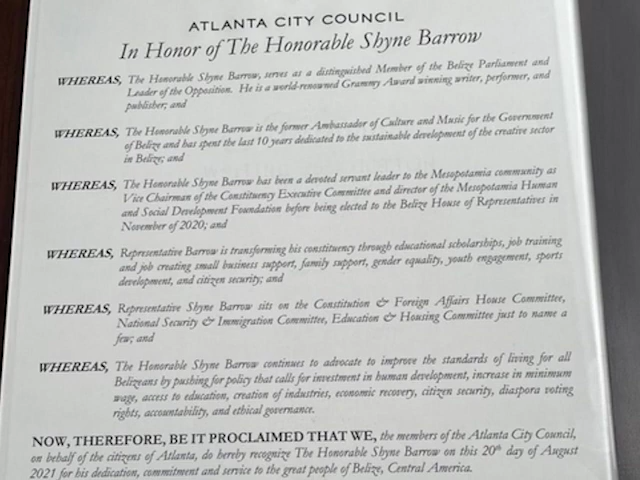 ATLANTA CITY COUNCIL
In Honor of The Honorable Shyne Barrow
WHEREAS, The Honorable Shyne Barrow, serves as a distinguished Member of the Belize Parliament and
Leader of the Opposition. He is a world-renowned Grammy Award winning writer, performer, and
publisher; and
WHEREAS, The Honorable Shyne Barrow is the former Ambassador of Culture and Music for the Government
of Belize and has spent the last 10 years dedicated to the sustainable development of the creative sector
in Belize; and
WHEREAS, The Honorable Shyne Barrow has been a devoted servant leader to the Mesopotamia community as
Vice Chairman of the Constituency Executive Committee and director of the Mesopotamia Human
and Social Development Foundation before being elected to the Belize House of Representatives in
November of 2020; and
WHEREAS, Representative Barrow is transforming his constituency through educational scholarships, job training
and job creating small business support, family support, gender equality, youth engagement, sports
development, and citizen security; and
WHEREAS, Representative Shyne Barrow sits on the Constitution & Foreign Affairs House Committee,
National Security & Immigration Committee, Education & Housing Committee just to name a
few; and
WHEREAS, The Honorable Shyne Barrow continues to advocate to improve the standards of living for all
Belizeans by pushing for policy that calls for investment in human development, increase in minimum
wage, access to education, creation of industries, economic recovery, citizen security, diaspora voting
rights, accountability, and ethical governance.
NOW, THEREFORE, BE IT PROCLAIMED THAT WE, the members of the Atlanta City Council,
on behalf of the citizens of Atlanta, do hereby recognize The Honorable Shyne Barrow on this 20th day of August
2021 for his dedication, commitment and service to the great people of Belize, Central America.